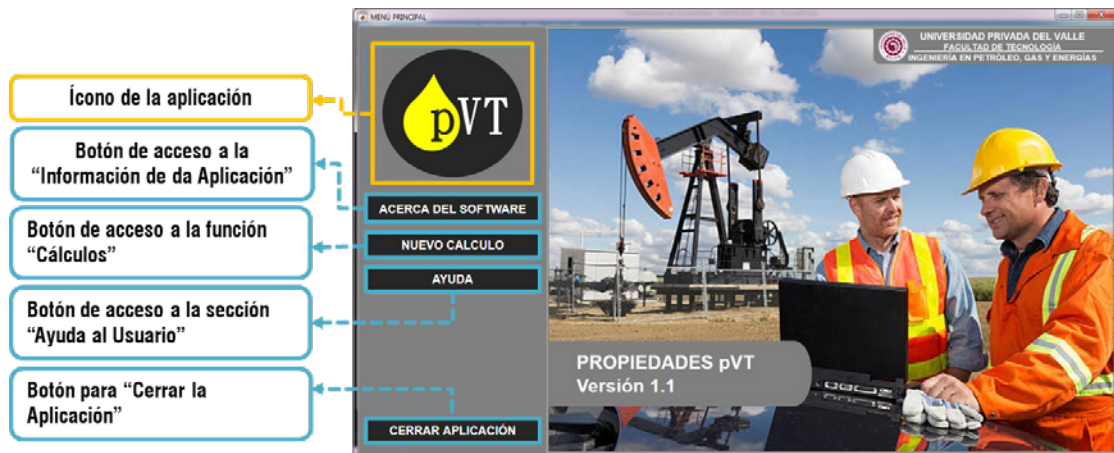 MENÚ PRINCIPAL
UNIVERSIDAD PRIVADA DEL VALLE
FACULTAD DE TECNOLOGÍA
INGENIERÍA EN PETRÓLEO, GAS Y ENERGÍAS
pVT
Ícono de la aplicación
Botón de acceso a la
“Información de da Aplicación”
ACERCA DEL SOFTWARE
Botón de acceso a la función
“Cálculos”
NUEVO CALCULO
AYUDA
Botón de acceso a la sección
“Ayuda al Usuario”
PROPIEDADES pVT
Versión 1.1
Botón para “Cerrar la
Aplicación”
CERRAR APLICACIÓN